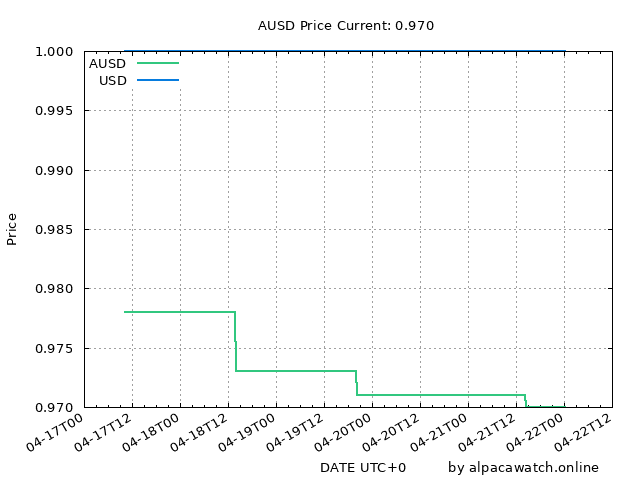 AUSD Price Current: 0.970
1.000
AUSD
USD
0.995
0.990
0.985
Price
0.980
0.975
0.970
04-17T00
04-17T12
04-18T00
04-18T12
04-19T00
04-19T12
04-20T00
04-20T12
04-21T00
04-21T12
04-22T00
04-22T12
DATE UTC+0
by alpacawatch.online